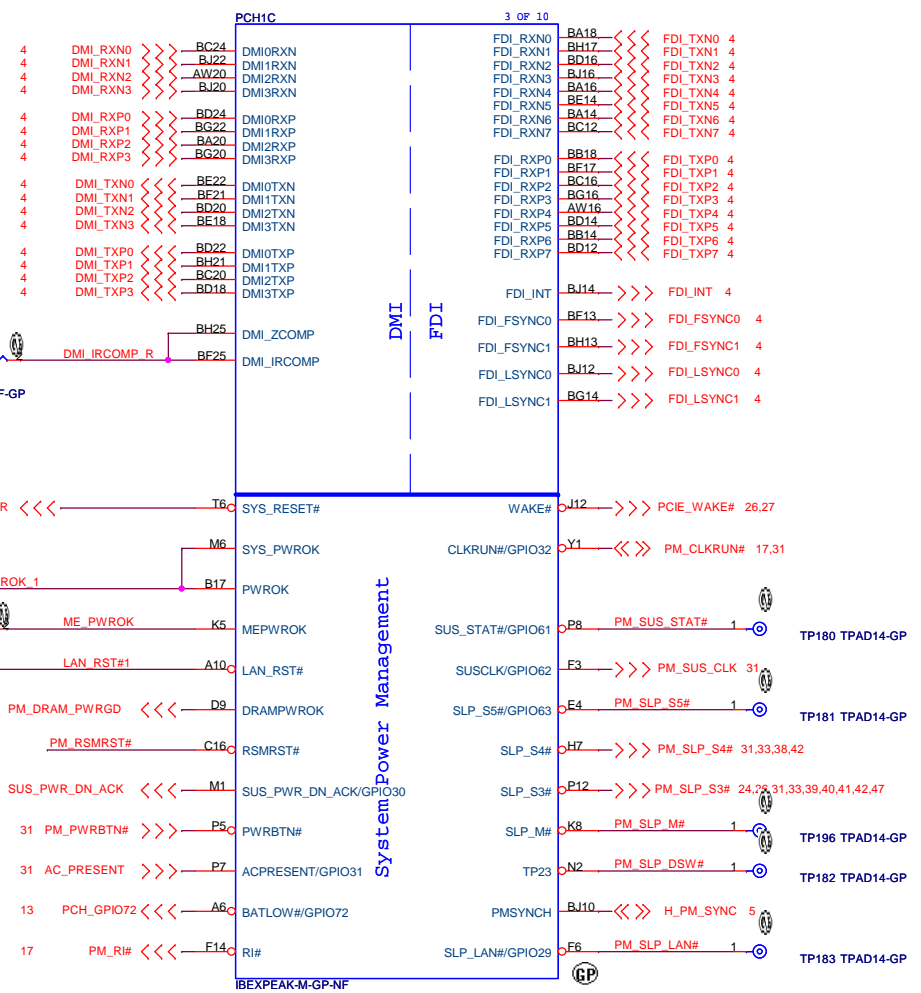 PCH1C 3 OF 10
4 DMI_RXN0 BC24 DMI0RXN FDI_RXN0 BA18 FDI_TXN0 4
4 DMI_RXN1 BJ22 DMI1RXN FDI_RXN1 BH17 FDI_TXN1 4
4 DMI_RXN2 AW20 DMI2RXN FDI_RXN2 BD16 FDI_TXN2 4
4 DMI_RXN3 BJ20 DMI3RXN FDI_RXN3 BJ16 FDI_TXN3 4
FDI_RXN4 BA16 FDI_TXN4 4
4 DMI_RXP0 BD24 DMI0RXP FDI_RXN5 BE14 FDI_TXN5 4
4 DMI_RXP1 BG22 DMI1RXP FDI_RXN6 BA14 FDI_TXN6 4
4 DMI_RXP2 BA20 DMI2RXP FDI_RXN7 BC12 FDI_TXN7 4
4 DMI_RXP3 BG20 DMI3RXP FDI_RXP0 BB18 FDI_TXP0 4
FDI_RXP1 BF17 FDI_TXP1 4
4 DMI_TXN0 BE22 DMI0TXN FDI_RXP2 BC16 FDI_TXP2 4
4 DMI_TXN1 BF21 DMI1TXN FDI_RXP3 BG16 FDI_TXP3 4
4 DMI_TXN2 BD20 DMI2TXN FDI_RXP4 AW16 FDI_TXP4 4
4 DMI_TXN3 BE18 DMI3TXN FDI_RXP5 BD14 FDI_TXP5 4
FDI_RXP6 BB14 FDI_TXP6 4
4 DMI_TXP0 BD22 DMI0TXP FDI_RXP7 BD12 FDI_TXP7 4
4 DMI_TXP1 BH21 DMI1TXP
4 DMI_TXP2 BC20 DMI2TXP
4 DMI_TXP3 BD18 DMI3TXP FDI_INT BJ14 FDI_INT 4
DMI FDI
FDI_FSYNC0 BF13 FDI_FSYNC0 4
BH25 DMI_ZCOMP
FDI_FSYNC1 BH13 FDI_FSYNC1 4
DMI_IRCOMP_R BF25 DMI_IRCOMP
FDI_LSYNC0 BJ12 FDI_LSYNC0 4
F-GP
FDI_LSYNC1 BG14 FDI_LSYNC1 4
R T6 SYS_RESET# WAKE# J12 PCIE_WAKE# 26,27
M6 SYS_PWROK CLKRUN#/GPIO32 Y1 PM_CLKRUN# 17,31
ROK_1 B17 PWROK
System Power Management
ME_PWROK K5 MEPWROK SUS_STAT#/GPIO61 P8 PM_SUS_STAT# 1 TP180 TPAD14-GP
LAN_RST#1 A10 LAN_RST# SUSCLK/GPIO62 F3 PM_SUS_CLK 31
PM_DRAM_PWRGD D9 DRAMPWROK SLP_S5#/GPIO63 E4 PM_SLP_S5# 1 TP181 TPAD14-GP
PM_RSMRST# C16 RSMRST# SLP_S4# H7 PM_SLP_S4# 31,33,38,42
SUS_PWR_DN_ACK M1 SUS_PWR_DN_ACK/GPIO30 SLP_S3# P12 PM_SLP_S3# 24,28,31,33,39,40,41,42,47
31 PM_PWRBTN# P5 PWRBTN# SLP_M# K8 PM_SLP_M# 1 TP196 TPAD14-GP
31 AC_PRESENT P7 ACPRESENT/GPIO31 TP23 N2 PM_SLP_DSW# 1 TP182 TPAD14-GP
13 PCH_GPIO72 A6 BATLOW#/GPIO72 PMSYNCH BJ10 H_PM_SYNC 5
17 PM_RI# F14 RI# SLP_LAN#/GPIO29 F6 PM_SLP_LAN# 1 TP183 TPAD14-GP
GP
IBEXPEAK-M-GP-NF